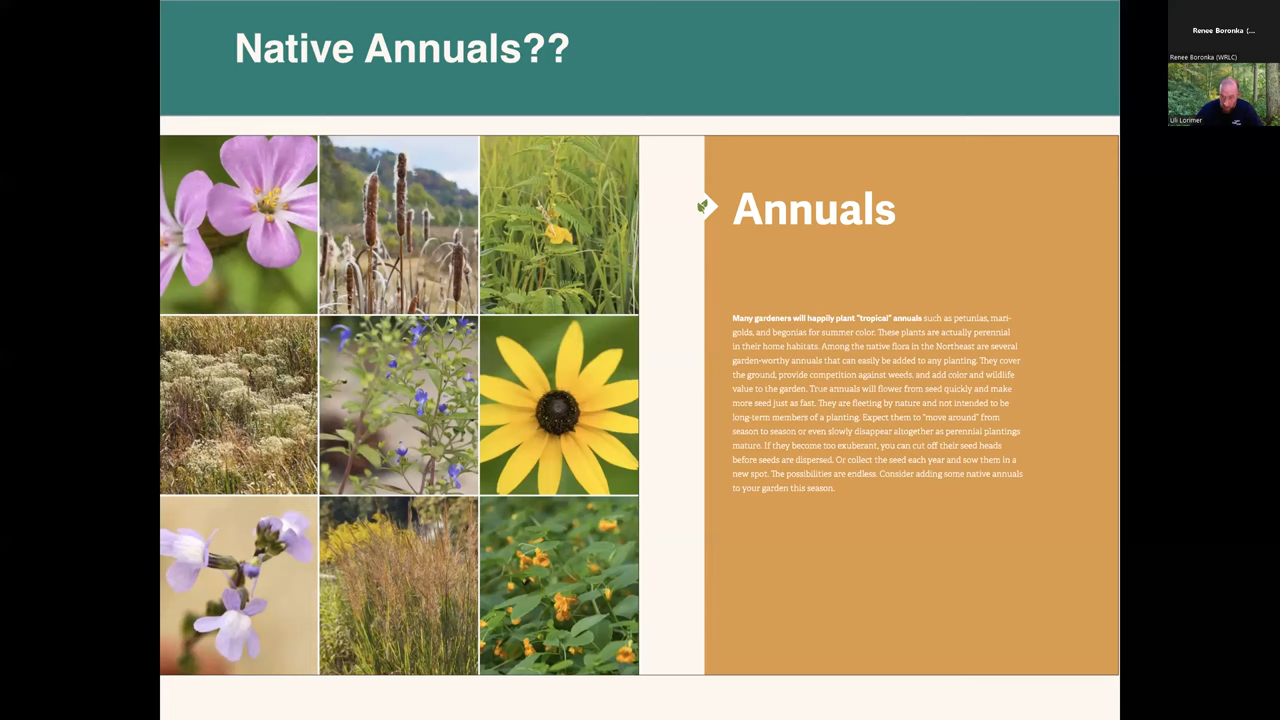 Native Annuals??
Renee Boronka (...
Renee Boronka (WRLC)
Uli Lorimer
Annuals
Many gardeners will happily plant "tropical" annuals such as petunias, mari-
golds, and begonias for summer color. These plants are actually perennial
in their home habitats. Among the native flora in the Northeast are several
garden-worthy annuals that can easily be added to any planting. They cover
the ground, provide competition against weeds, and add color and wildlife
value to the garden. True annuals will flower from seed quickly and make
more seed just as fast. They are fleeting by nature and not intended to be
long-term members of a planting. Expect them to "move around" from
season to season or even slowly disappear altogether as perennial plantings
mature. If they become too exuberant, you can cut off their seed heads
before seeds are dispersed. Or collect the seed each year and sow them in a
new spot. The possibilities are endless. Consider adding some native annuals
to your garden this season.